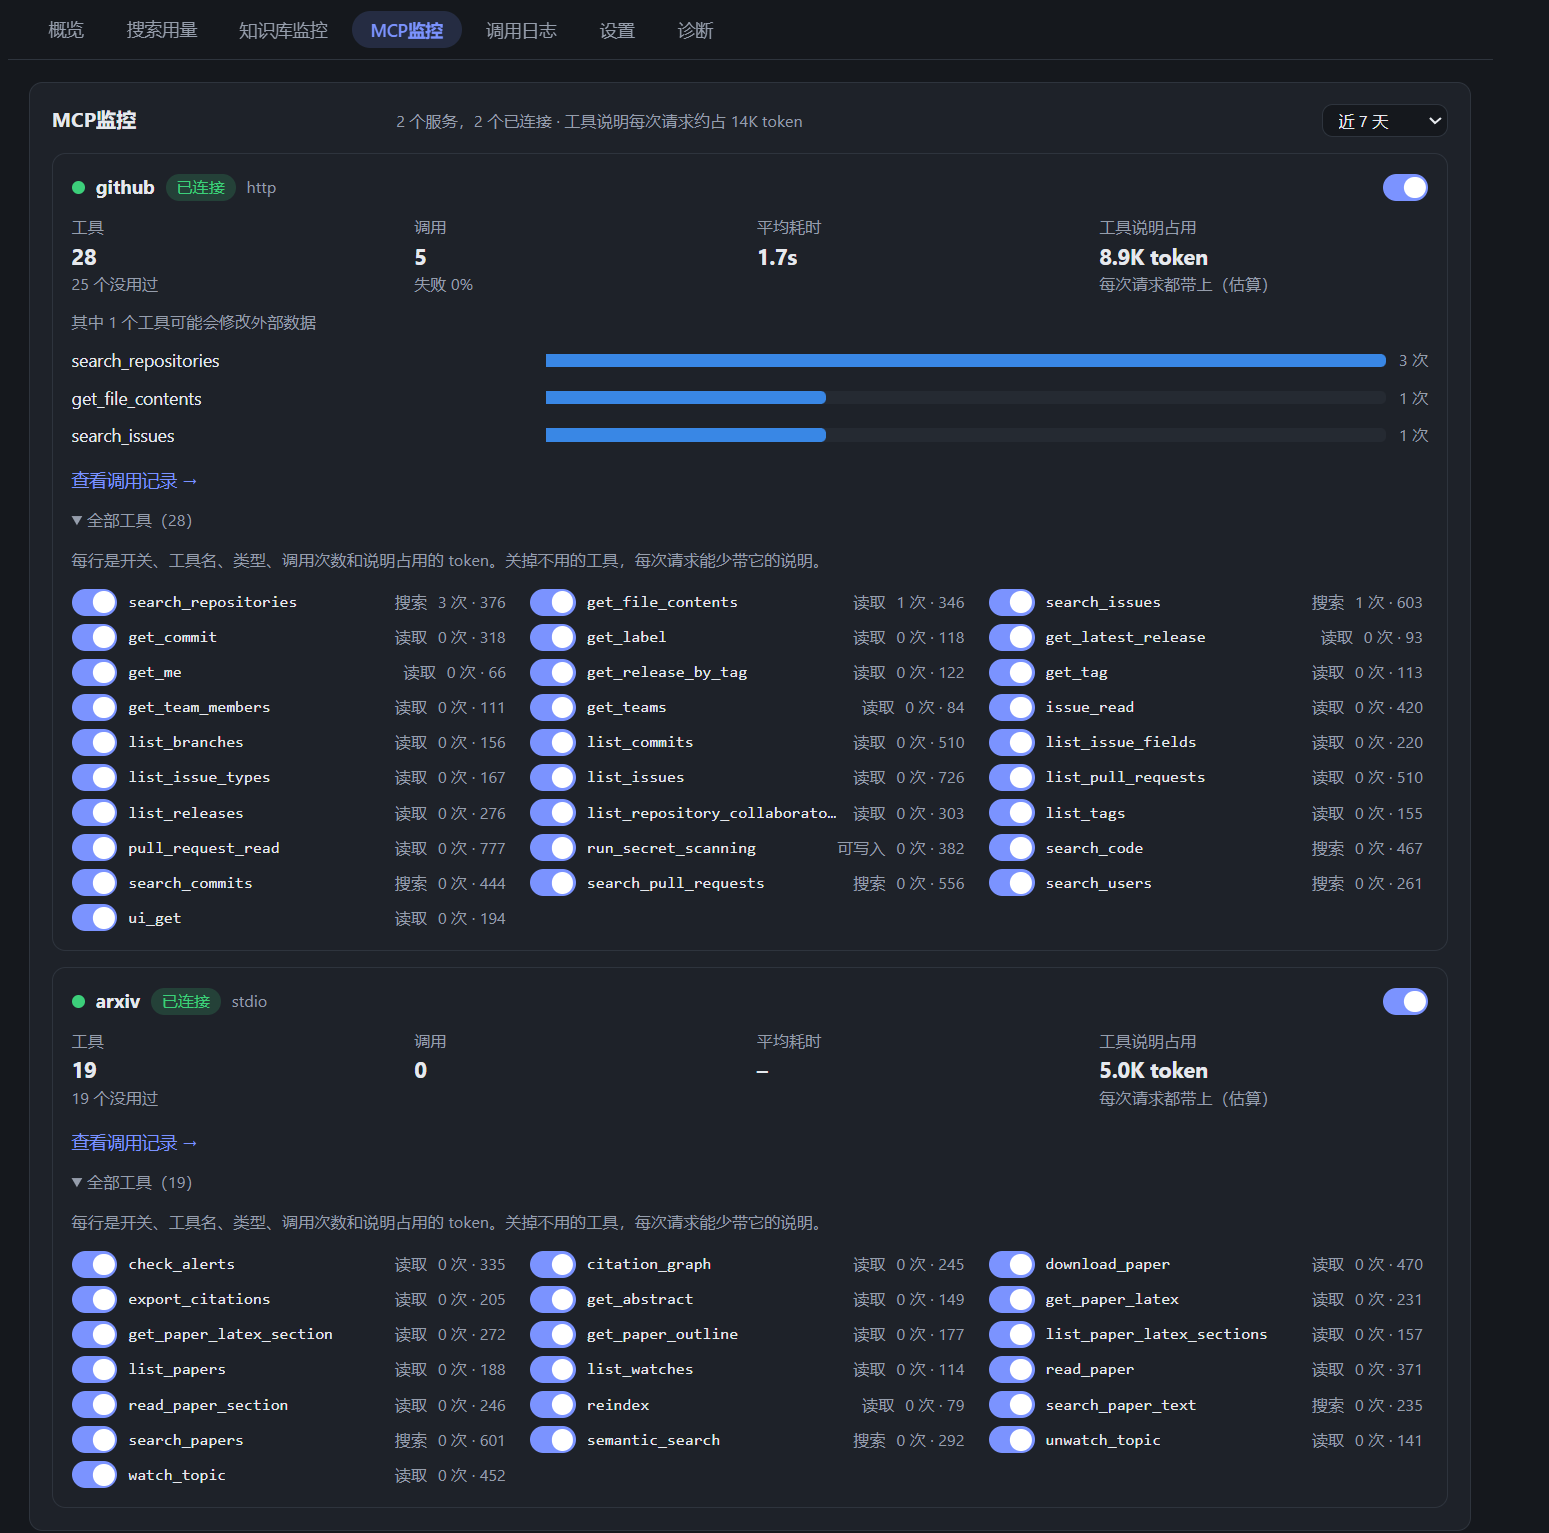 概览 搜索用量 知识库监控 MCP监控 调用日志 设置 诊断
MCP监控 2 个服务，2 个已连接 · 工具说明每次请求约占 14K token 近 7 天
github 已连接 http
工具 调用 平均耗时 工具说明占用
28 5 1.7s 8.9K token
25 个没用过 失败 0% 每次请求都带上（估算）
其中 1 个工具可能会修改外部数据
search_repositories 3 次
get_file_contents 1 次
search_issues 1 次
查看调用记录 →
▼ 全部工具（28）
每行是开关、工具名、类型、调用次数和说明占用的 token。关掉不用的工具，每次请求能少带它的说明。
search_repositories 搜索 3 次 · 376 get_file_contents 读取 1 次 · 346 search_issues 搜索 1 次 · 603
get_commit 读取 0 次 · 318 get_label 读取 0 次 · 118 get_latest_release 读取 0 次 · 93
get_me 读取 0 次 · 66 get_release_by_tag 读取 0 次 · 122 get_tag 读取 0 次 · 113
get_team_members 读取 0 次 · 111 get_teams 读取 0 次 · 84 issue_read 读取 0 次 · 420
list_branches 读取 0 次 · 156 list_commits 读取 0 次 · 510 list_issue_fields 读取 0 次 · 220
list_issue_types 读取 0 次 · 167 list_issues 读取 0 次 · 726 list_pull_requests 读取 0 次 · 510
list_releases 读取 0 次 · 276 list_repository_collaborato… 读取 0 次 · 303 list_tags 读取 0 次 · 155
pull_request_read 读取 0 次 · 777 run_secret_scanning 可写入 0 次 · 382 search_code 搜索 0 次 · 467
search_commits 搜索 0 次 · 444 search_pull_requests 搜索 0 次 · 556 search_users 搜索 0 次 · 261
ui_get 读取 0 次 · 194
arxiv 已连接 stdio
工具 调用 平均耗时 工具说明占用
19 0 – 5.0K token
19 个没用过 每次请求都带上（估算）
查看调用记录 →
▼ 全部工具（19）
每行是开关、工具名、类型、调用次数和说明占用的 token。关掉不用的工具，每次请求能少带它的说明。
check_alerts 读取 0 次 · 335 citation_graph 读取 0 次 · 245 download_paper 读取 0 次 · 470
export_citations 读取 0 次 · 205 get_abstract 读取 0 次 · 149 get_paper_latex 读取 0 次 · 231
get_paper_latex_section 读取 0 次 · 272 get_paper_outline 读取 0 次 · 177 list_paper_latex_sections 读取 0 次 · 157
list_papers 读取 0 次 · 188 list_watches 读取 0 次 · 114 read_paper 读取 0 次 · 371
read_paper_section 读取 0 次 · 246 reindex 读取 0 次 · 79 search_paper_text 搜索 0 次 · 235
search_papers 搜索 0 次 · 601 semantic_search 搜索 0 次 · 292 unwatch_topic 读取 0 次 · 141
watch_topic 读取 0 次 · 452